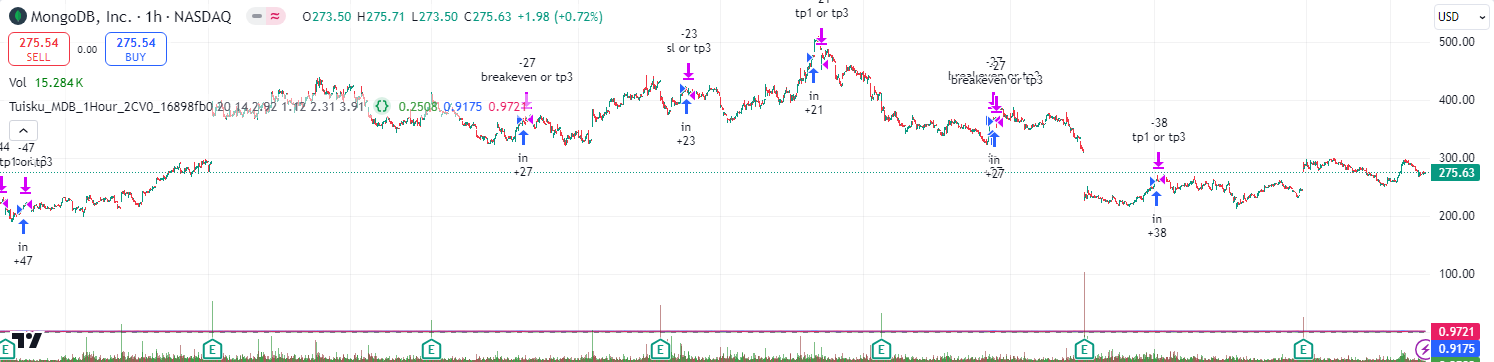 MongoDB, Inc. · 1h · NASDAQ
O273.50 H275.71 L273.50 C275.63 +1.98 (+0.72%)
USD
275.54
SELL
0.00
275.54
BUY
Vol 15.284 K
Tuisku_MDB_1Hour_2CV0_16898fb0 20 14 2.92 1.12 2.31 3.91 0.2508 0.9175 0.9721
44 -47
in
+47
-27
breakeven or tp3
in
+27
-23
sl or tp3
in
+23
-21
tp1 or tp3
in
+21
-27
breakeven or tp3
in
+27
-38
tp1 or tp3
in
+38
500.00
400.00
300.00
275.63
200.00
100.00
0.9721
0.9175
E
E
E
E
E
E
E